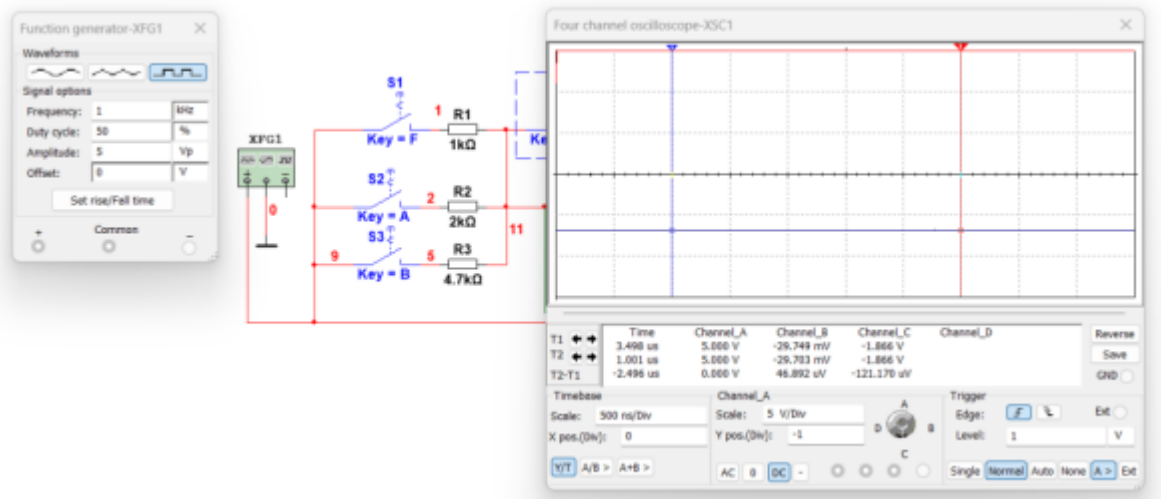 Function generator-XFG1
Waveforms
Signal options
Frequency: 1 kHz
Duty cycle: 50 %
Amplitude: 5 Vp
Offset: 0 V
Set rise/Fall time
+ Common -
XFG1
0
S1
Key = F
1
R1
1kΩ
S2
Key = A
2
R2
2kΩ
S3
9
Key = B
5
R3
4.7kΩ
11
Ke
Four channel oscilloscope-XSC1
Time Channel_A Channel_B Channel_C Channel_D
T1 3.498 us 5.000 V -29.749 mV -1.866 V
T2 1.001 us 5.000 V -29.703 mV -1.866 V
T2-T1 -2.496 us 0.000 V 46.892 uV -121.170 uV
Reverse
Save
GND
Timebase
Scale: 500 ns/Div
X pos.(Div): 0
Y/T A/B > A+B >
Channel_A
Scale: 5 V/Div
Y pos.(Div): -1
AC 0 DC -
A
B
C
D
Trigger
Edge: Ext
Level: 1 V
Single Normal Auto None A > Ext